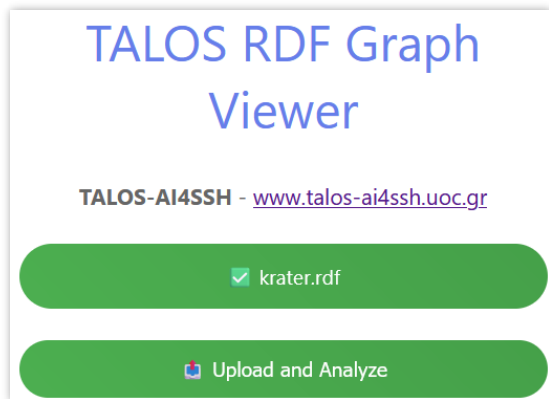 TALOS RDF Graph
Viewer
TALOS-AI4SSH - www.talos-ai4ssh.uoc.gr
✅ krater.rdf
📤 Upload and Analyze